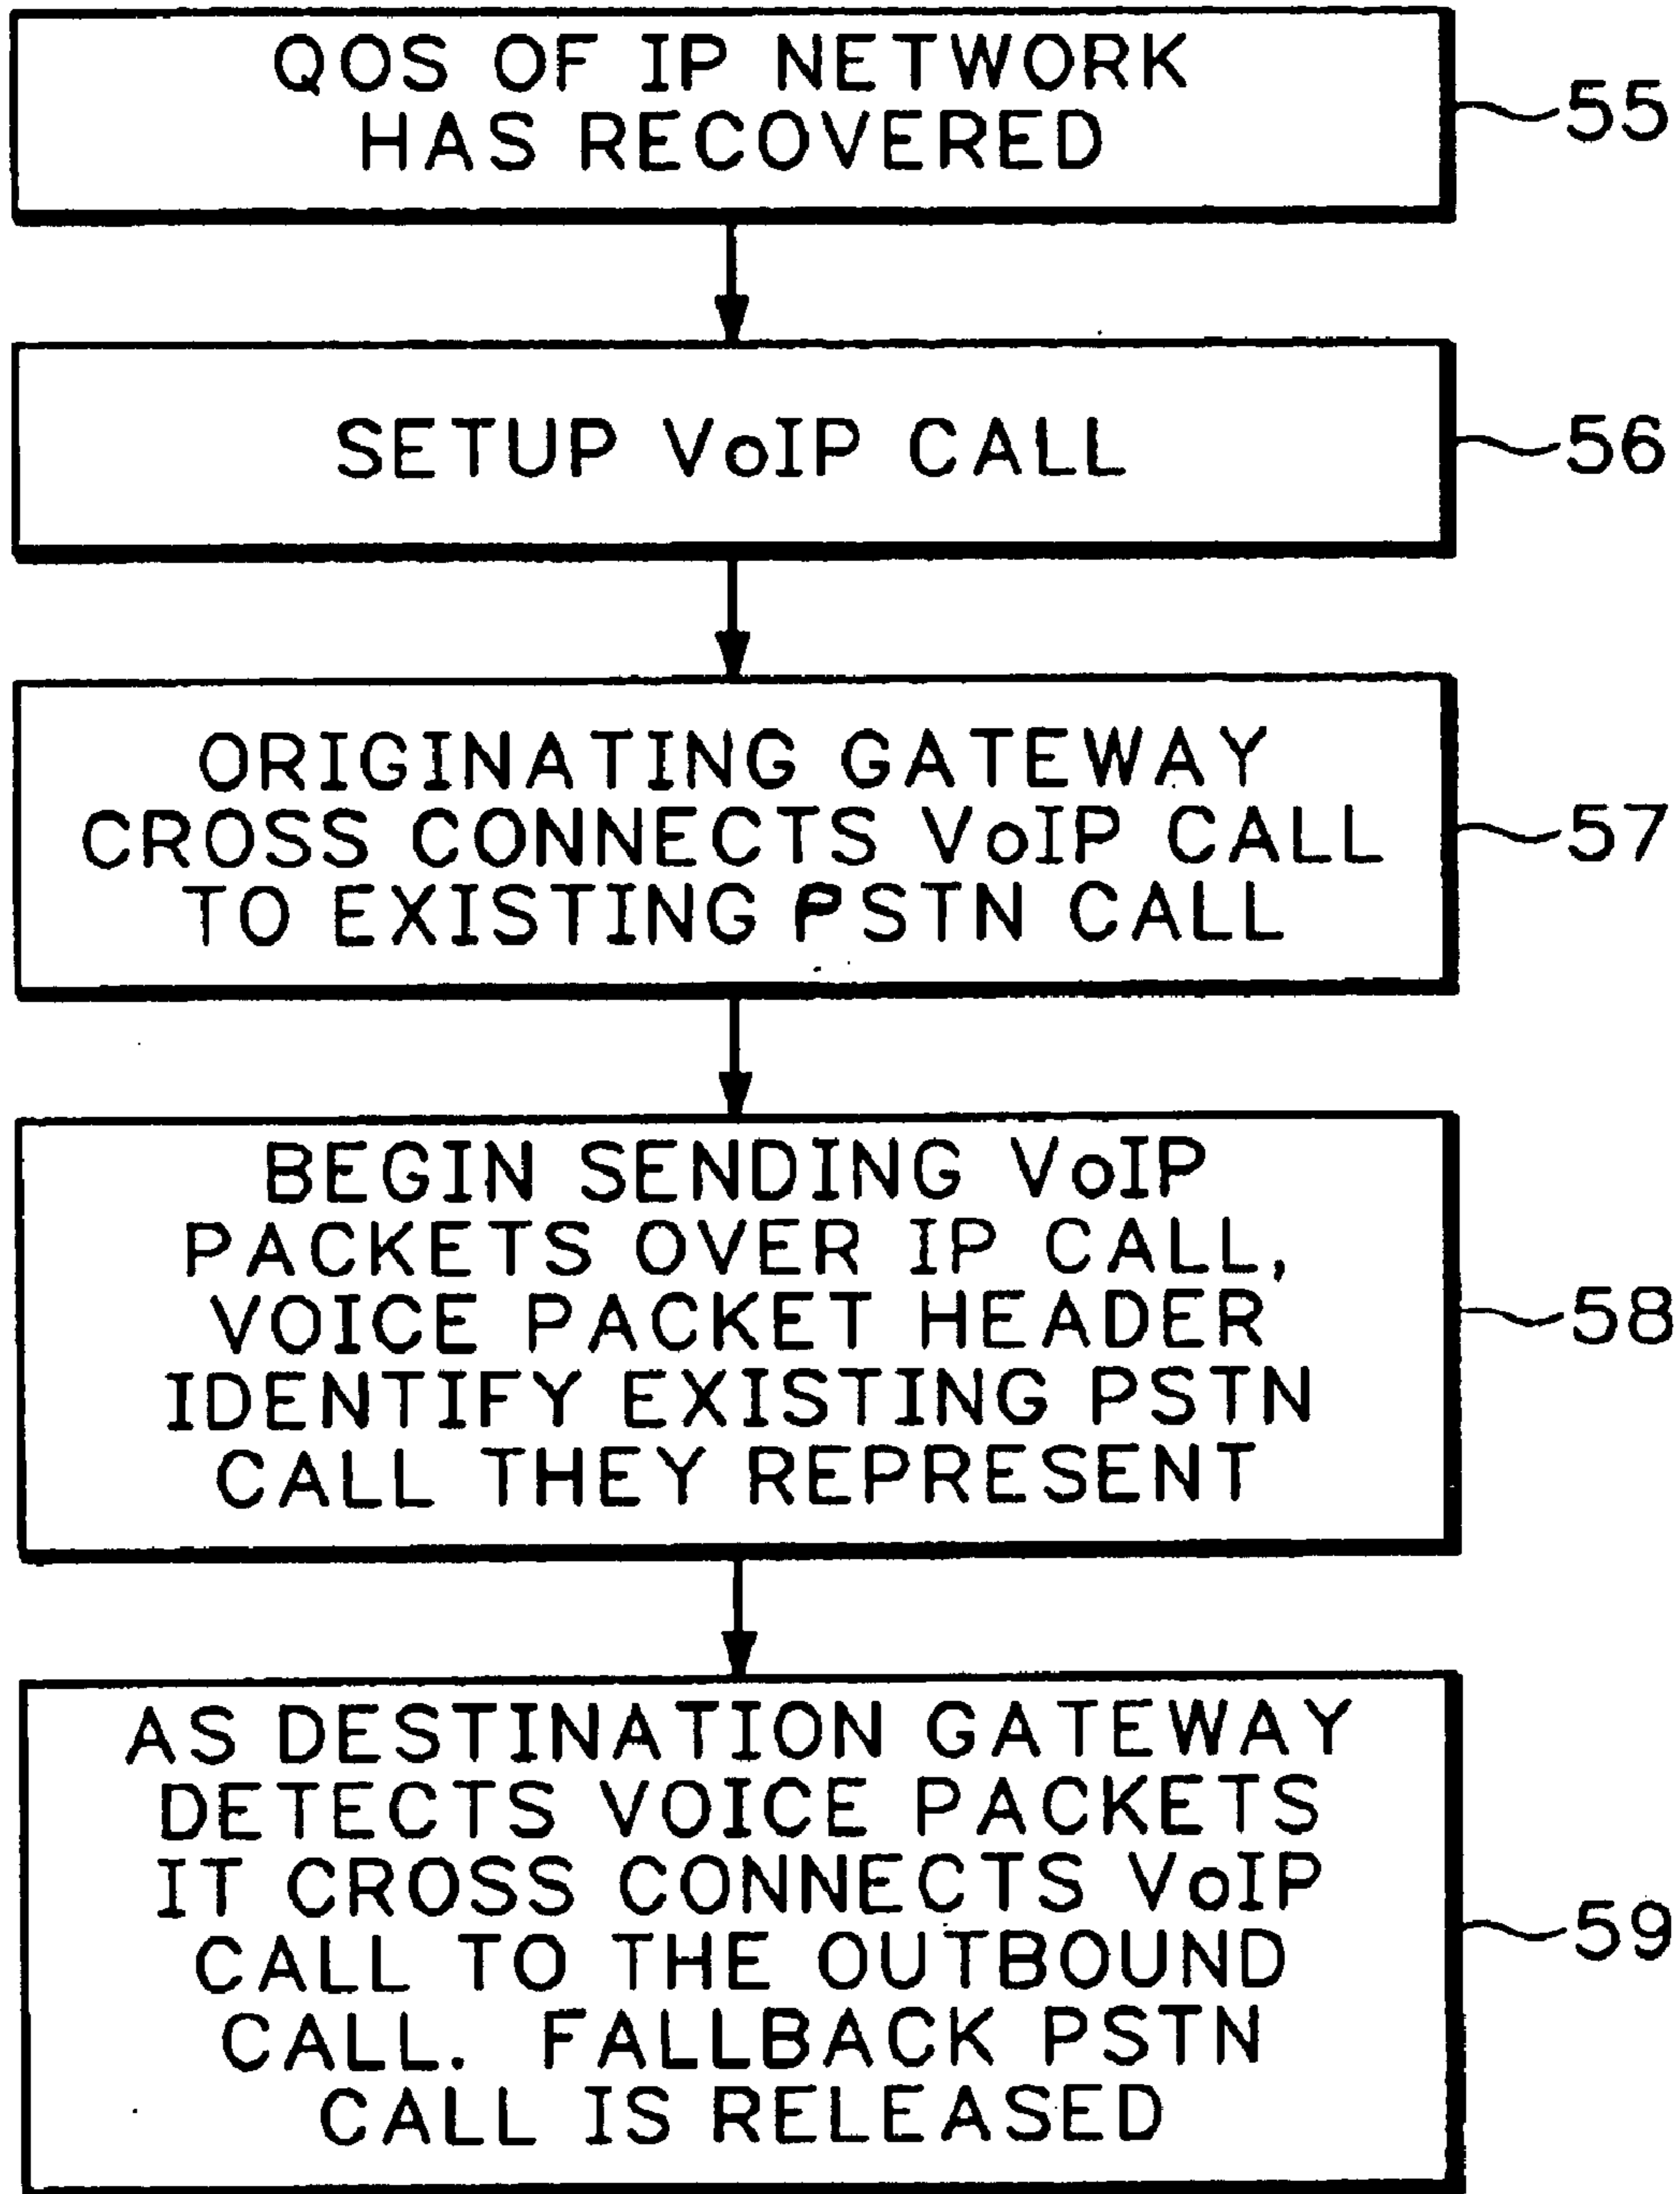 QOS OF IP NETWORK
HAS RECOVERED
55
SETUP VoIP CALL
56
ORIGINATING GATEWAY
CROSS CONNECTS VoIP CALL
TO EXISTING PSTN CALL
57
BEGIN SENDING VoIP
PACKETS OVER IP CALL,
VOICE PACKET HEADER
IDENTIFY EXISTING PSTN
CALL THEY REPRESENT
58
AS DESTINATION GATEWAY
DETECTS VOICE PACKETS
IT CROSS CONNECTS VoIP
CALL TO THE OUTBOUND
CALL. FALLBACK PSTN
CALL IS RELEASED
59